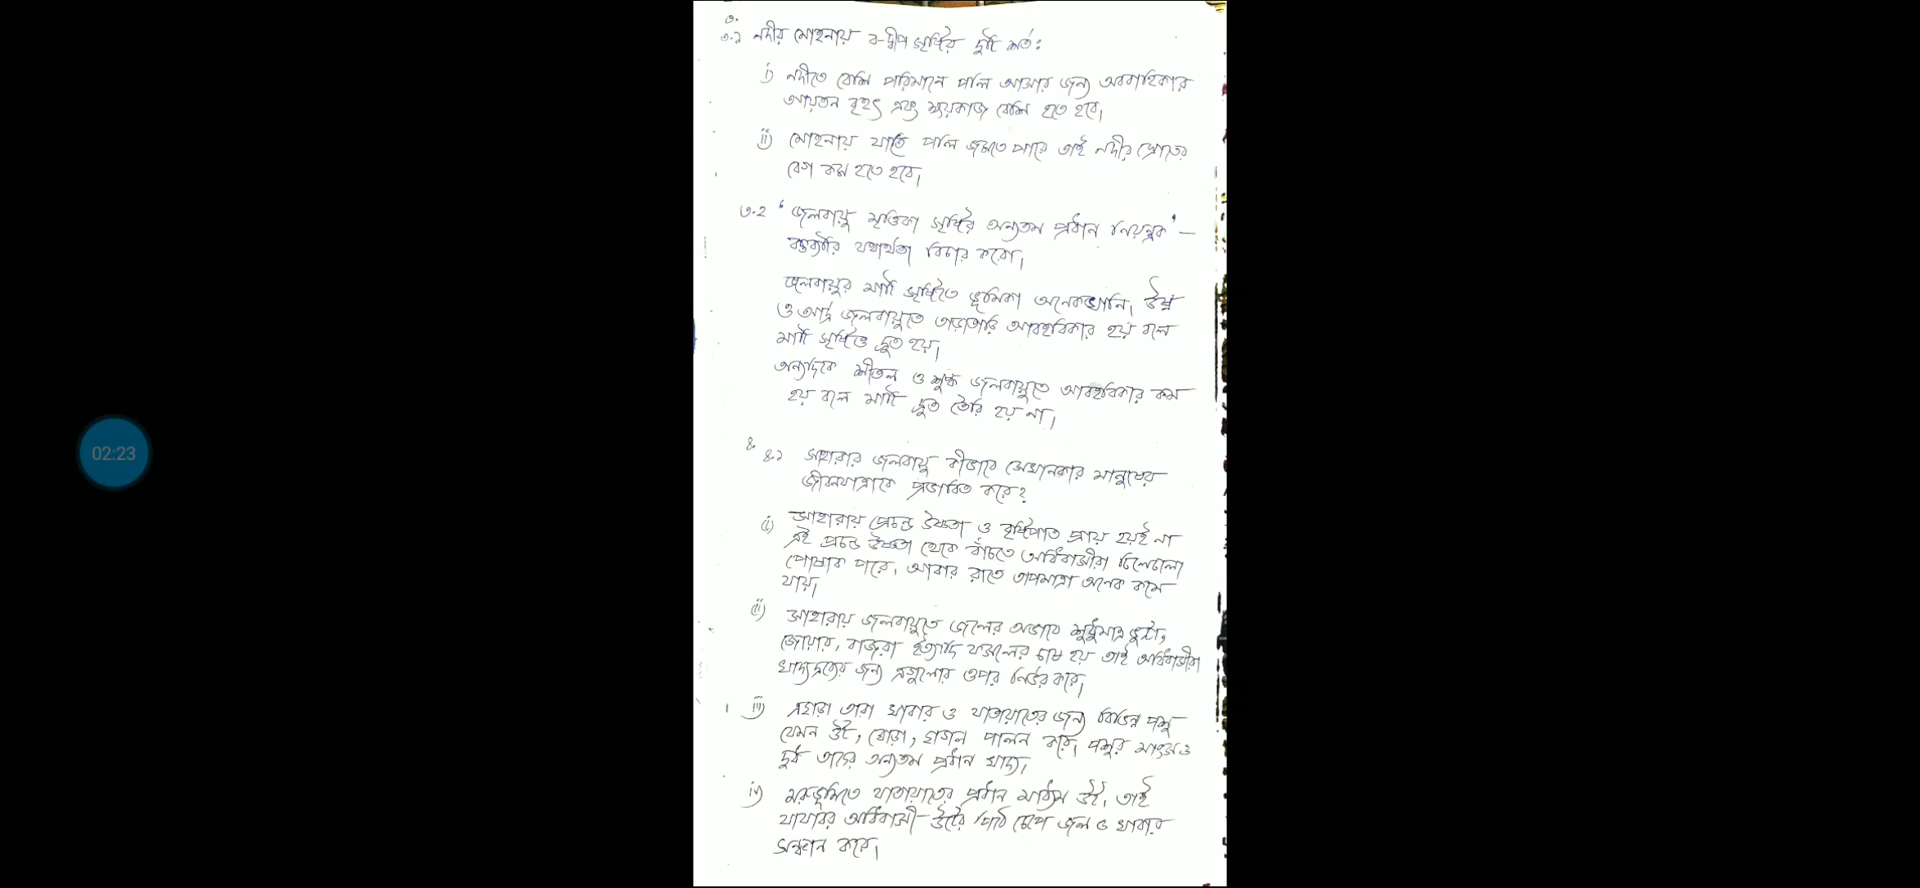 ৩.
৩.১ নদীর মোহনায় ব-দ্বীপ সৃষ্টির দুটি শর্ত:
i) নদীতে বেশি পরিমানে পলি আসার জন্য অববাহিকার
আয়তন বৃহৎ এবং ক্ষয়কাজ বেশি হতে হবে।
ii) মোহনায় যাতে পলি জমতে পারে তাই নদীর স্রোতের
বেগ কম হতে হবে।
৩.২ ‘জলবায়ু মৃত্তিকা সৃষ্টির অন্যতম প্রধান নিয়ন্ত্রক’ —
বক্তব্যটির যথার্থতা বিচার করো।
জলবায়ুর মাটি সৃষ্টিতে ভূমিকা অনেকখানি। উষ্ণ
ও আর্দ্র জলবায়ুতে তাড়াতাড়ি আবহবিকার হয় বলে
মাটি সৃষ্টিও দ্রুত হয়।
অন্যদিকে শীতল ও শুষ্ক জলবায়ুতে আবহবিকার কম
হয় বলে মাটি দ্রুত তৈরি হয় না।
৪.
৪.১ সাহারার জলবায়ু কীভাবে সেখানকার মানুষের
জীবনযাত্রাকে প্রভাবিত করে?
(i) সাহারায় প্রচন্ড উষ্ণতা ও বৃষ্টিপাত প্রায় হয়ই না
এই প্রচন্ড উষ্ণতা থেকে বাঁচতে অধিবাসীরা ঢিলেঢালা
পোষাক পরে, আবার রাতে তাপমাত্রা অনেক কমে
যায়।
(ii) সাহারায় জলবায়ুতে জলের অভাবে শুধুমাত্র ভুট্টা,
জোয়ার, বাজরা ইত্যাদি ফসলের চাষ হয় তাই অধিবাসীরা
খাদ্যদ্রব্যের জন্য এগুলোর ওপর নির্ভর করে।
iii) এছাড়া তারা খাবার ও যাতায়াতের জন্য বিভিন্ন পশু
যেমন উট, ঘোড়া, ছাগল পালন করে। পশুর মাংস ও
দুধ তাদের অন্যতম প্রধান খাদ্য।
iv) মরুভূমিতে যাতায়াতের প্রধান মাধ্যম উট, তাই
যাযাবর অধিবাসী উটের পিঠে চেপে জল ও খাবার
সন্ধান করে।
02:23